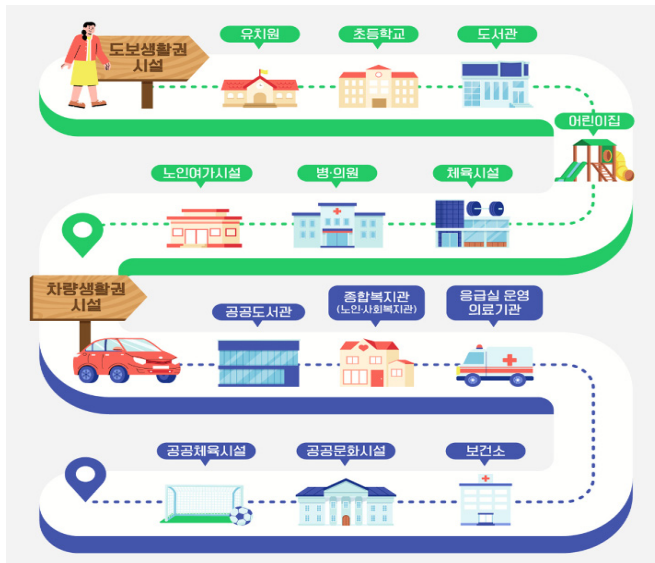 도보생활권
시설
유치원
초등학교
도서관
어린이집
체육시설
병·의원
노인여가시설
차량생활권
시설
공공도서관
종합복지관
(노인·사회복지관)
응급실 운영
의료기관
보건소
공공문화시설
공공체육시설